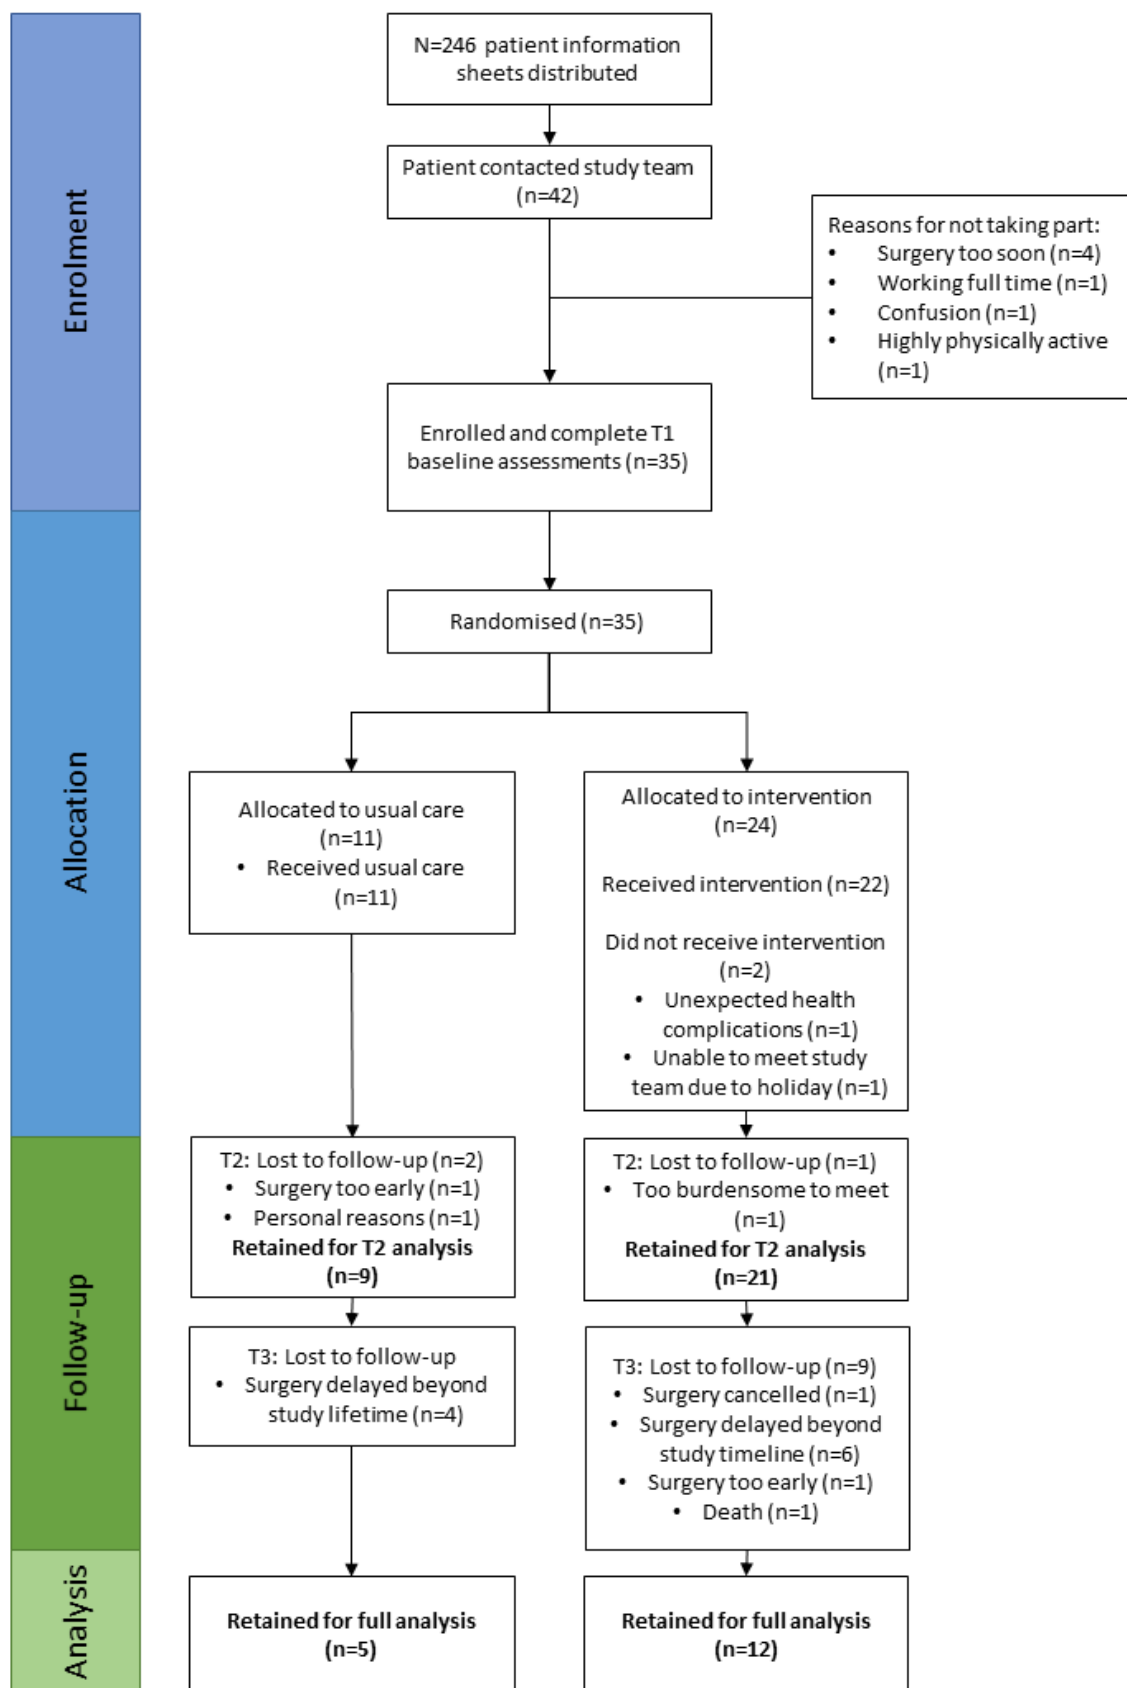 Enrolment
N=246 patient information
sheets distributed
Patient contacted study team
(n=42)
Reasons for not taking part:
• Surgery too soon (n=4)
• Working full time (n=1)
• Confusion (n=1)
• Highly physically active
(n=1)
Enrolled and complete T1
baseline assessments (n=35)
Allocation
Randomised (n=35)
Allocated to usual care
(n=11)
• Received usual care
(n=11)
Allocated to intervention
(n=24)
Received intervention (n=22)
Did not receive intervention
(n=2)
• Unexpected health
complications (n=1)
• Unable to meet study
team due to holiday (n=1)
Follow-up
T2: Lost to follow-up (n=2)
• Surgery too early (n=1)
• Personal reasons (n=1)
Retained for T2 analysis
(n=9)
T2: Lost to follow-up (n=1)
• Too burdensome to meet
(n=1)
Retained for T2 analysis
(n=21)
T3: Lost to follow-up
• Surgery delayed beyond
study lifetime (n=4)
T3: Lost to follow-up (n=9)
• Surgery cancelled (n=1)
• Surgery delayed beyond
study timeline (n=6)
• Surgery too early (n=1)
• Death (n=1)
Analysis
Retained for full analysis
(n=5)
Retained for full analysis
(n=12)